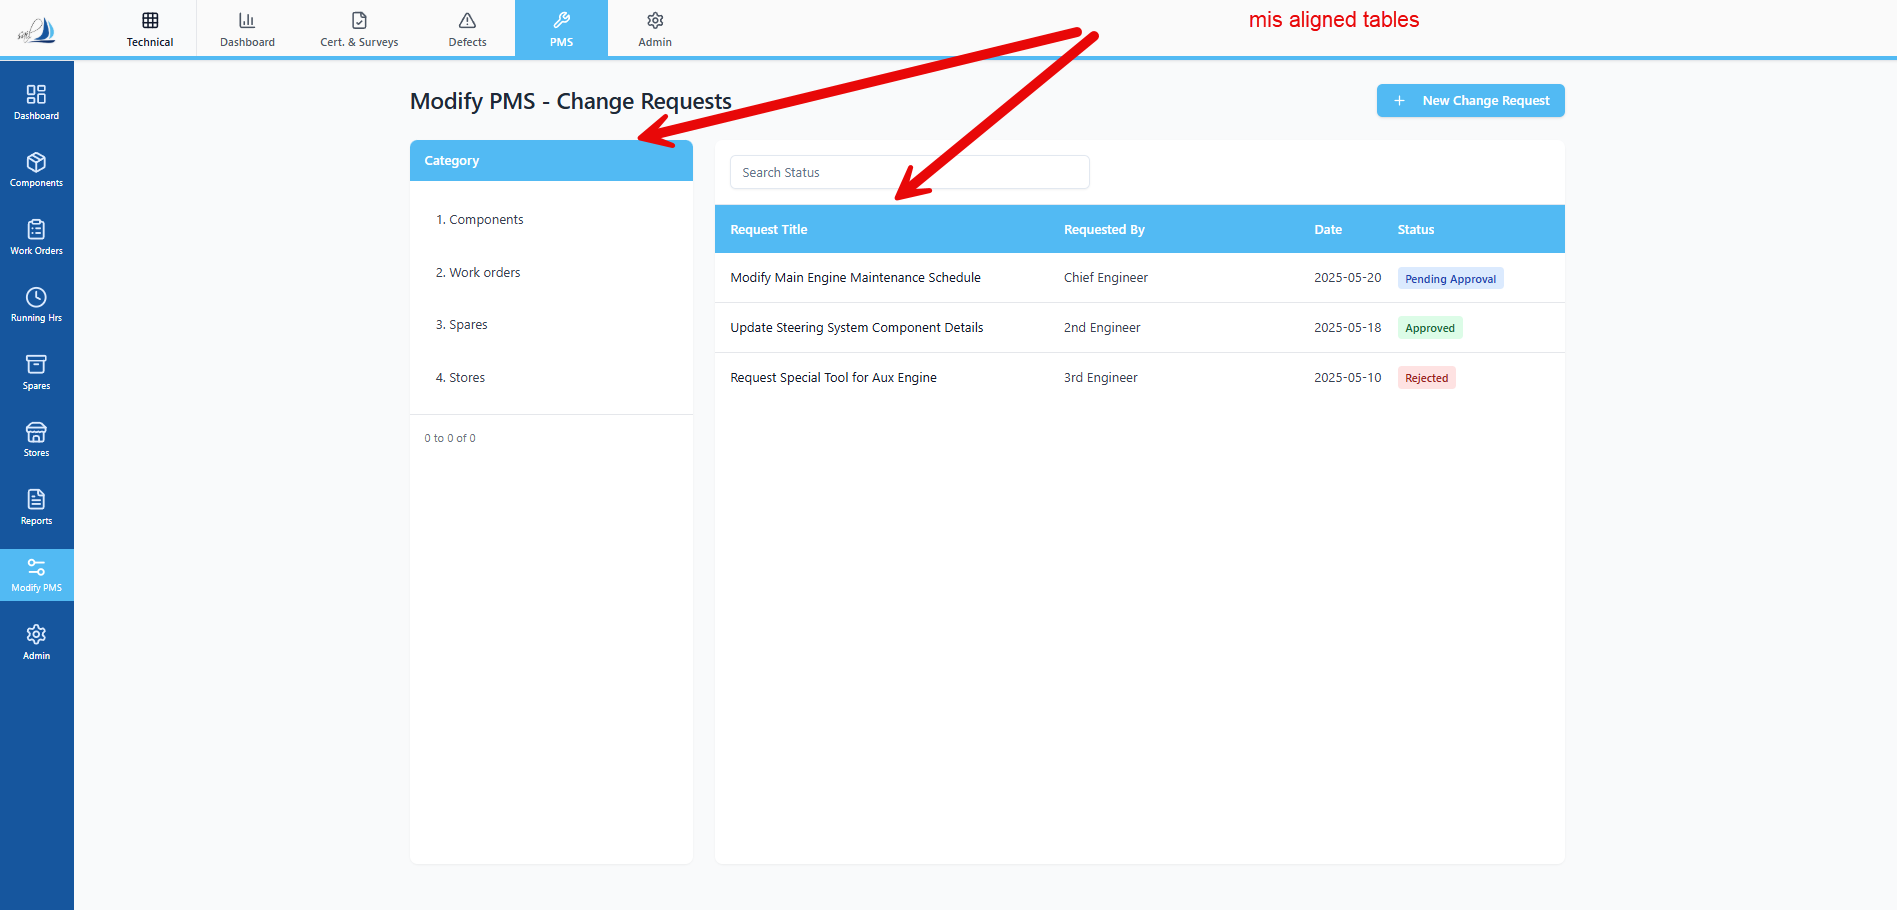 mis aligned tables
sail
Technical
Dashboard
Cert. & Surveys
Defects
PMS
Admin
Dashboard
Components
Work Orders
Running Hrs
Spares
Stores
Reports
Modify PMS
Admin
Modify PMS - Change Requests
+ New Change Request
Category
1. Components
2. Work orders
3. Spares
4. Stores
0 to 0 of 0
Search Status
Request Title Requested By Date Status
Modify Main Engine Maintenance Schedule Chief Engineer 2025-05-20 Pending Approval
Update Steering System Component Details 2nd Engineer 2025-05-18 Approved
Request Special Tool for Aux Engine 3rd Engineer 2025-05-10 Rejected